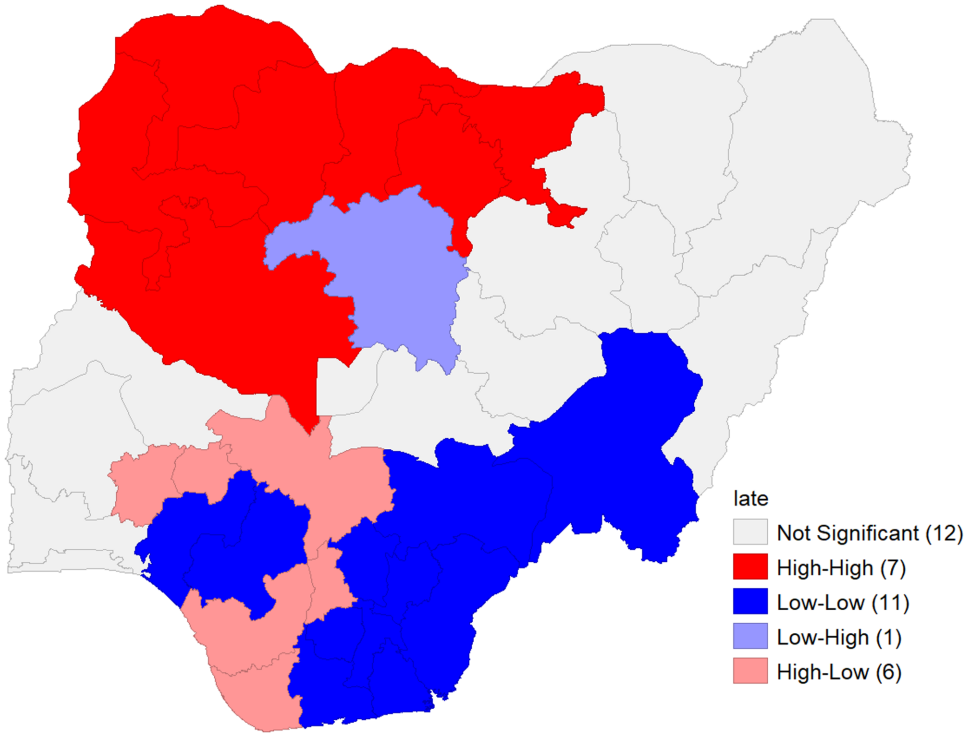 late
Not Significant (12)
High-High (7)
Low-Low (11)
Low-High (1)
High-Low (6)